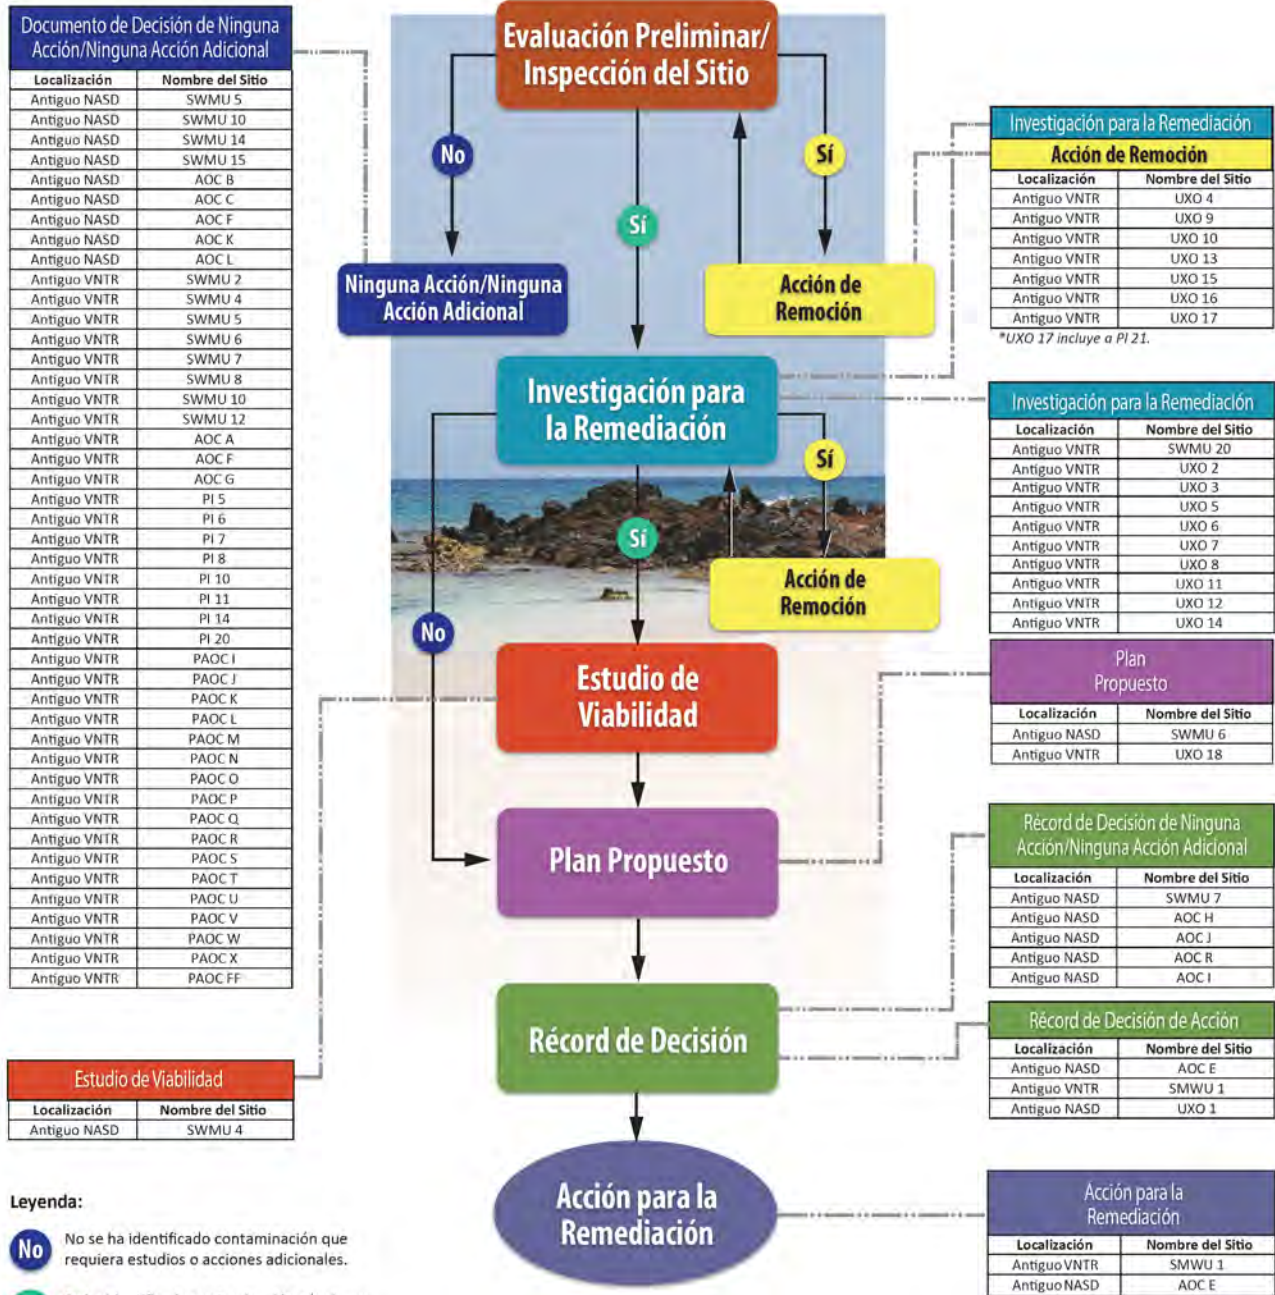 Documento de Decisión de Ninguna
Acción/Ninguna Acción Adicional
Localización Nombre del Sitio
Antiguo NASD SWMU 5
Antiguo NASD SWMU 10
Antiguo NASD SWMU 14
Antiguo NASD SWMU 15
Antiguo NASD AOC B
Antiguo NASD AOC C
Antiguo NASD AOC F
Antiguo NASD AOC K
Antiguo NASD AOC L
Antiguo VNTR SWMU 2
Antiguo VNTR SWMU 4
Antiguo VNTR SWMU 5
Antiguo VNTR SWMU 6
Antiguo VNTR SWMU 7
Antiguo VNTR SWMU 8
Antiguo VNTR SWMU 10
Antiguo VNTR SWMU 12
Antiguo VNTR AOC A
Antiguo VNTR AOC F
Antiguo VNTR AOC G
Antiguo VNTR PI 5
Antiguo VNTR PI 6
Antiguo VNTR PI 7
Antiguo VNTR PI 8
Antiguo VNTR PI 10
Antiguo VNTR PI 11
Antiguo VNTR PI 14
Antiguo VNTR PI 20
Antiguo VNTR PAOC I
Antiguo VNTR PAOC J
Antiguo VNTR PAOC K
Antiguo VNTR PAOC L
Antiguo VNTR PAOC M
Antiguo VNTR PAOC N
Antiguo VNTR PAOC O
Antiguo VNTR PAOC P
Antiguo VNTR PAOC Q
Antiguo VNTR PAOC R
Antiguo VNTR PAOC S
Antiguo VNTR PAOC T
Antiguo VNTR PAOC U
Antiguo VNTR PAOC V
Antiguo VNTR PAOC W
Antiguo VNTR PAOC X
Antiguo VNTR PAOC FF
Estudio de Viabilidad
Localización Nombre del Sitio
Antiguo NASD SWMU 4
Leyenda:
No
No se ha identificado contaminación que
requiera estudios o acciones adicionales.
Evaluación Preliminar/
Inspección del Sitio
No
Sí
Sí
Ninguna Acción/Ninguna
Acción Adicional
Acción de
Remoción
Investigación para
la Remediación
Sí
Sí
Acción de
Remoción
No
Estudio de
Viabilidad
Plan Propuesto
Récord de Decisión
Acción para la
Remediación
Investigación para la Remediación
Acción de Remoción
Localización Nombre del Sitio
Antiguo VNTR UXO 4
Antiguo VNTR UXO 9
Antiguo VNTR UXO 10
Antiguo VNTR UXO 13
Antiguo VNTR UXO 15
Antiguo VNTR UXO 16
Antiguo VNTR UXO 17
*UXO 17 incluye a PI 21.
Investigación para la Remediación
Localización Nombre del Sitio
Antiguo VNTR SWMU 20
Antiguo VNTR UXO 2
Antiguo VNTR UXO 3
Antiguo VNTR UXO 5
Antiguo VNTR UXO 6
Antiguo VNTR UXO 7
Antiguo VNTR UXO 8
Antiguo VNTR UXO 11
Antiguo VNTR UXO 12
Antiguo VNTR UXO 14
Plan
Propuesto
Localización Nombre del Sitio
Antiguo NASD SWMU 6
Antiguo VNTR UXO 18
Récord de Decisión de Ninguna
Acción/Ninguna Acción Adicional
Localización Nombre del Sitio
Antiguo NASD SWMU 7
Antiguo NASD AOC H
Antiguo NASD AOC J
Antiguo NASD AOC R
Antiguo NASD AOC I
Récord de Decisión de Acción
Localización Nombre del Sitio
Antiguo NASD AOC E
Antiguo VNTR SMWU 1
Antiguo NASD UXO 1
Acción para la
Remediación
Localización Nombre del Sitio
Antiguo VNTR SMWU 1
Antiguo NASD AOC E